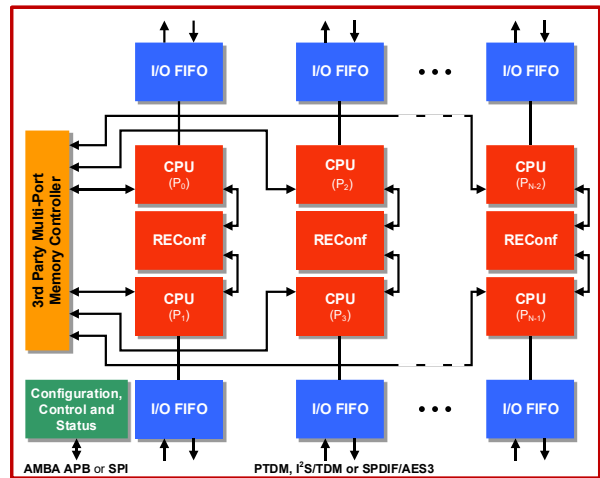 I/O FIFO
I/O FIFO
• • •
I/O FIFO
3rd Party Multi-Port
Memory Controller
CPU
(P0)
CPU
(P2)
CPU
(PN-2)
REConf
REConf
REConf
CPU
(P1)
CPU
(P3)
CPU
(PN-1)
Configuration,
Control and
Status
I/O FIFO
I/O FIFO
• • •
I/O FIFO
AMBA APB or SPI
PTDM, I²S/TDM or SPDIF/AES3